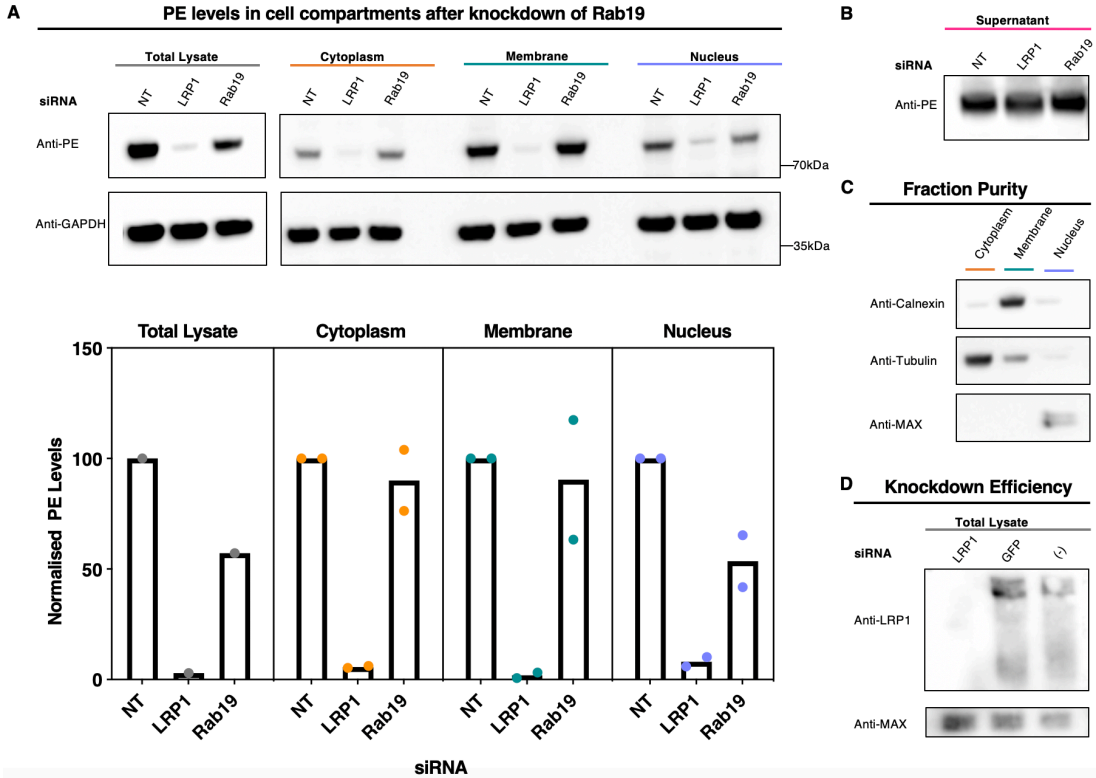 A
PE levels in cell compartments after knockdown of Rab19
Total Lysate
Cytoplasm
Membrane
Nucleus
siRNA
NT
LRP1
Rab19
NT
LRP1
Rab19
NT
LRP1
Rab19
NT
LRP1
Rab19
Anti-PE
70kDa
Anti-GAPDH
35kDa
Total Lysate
Cytoplasm
Membrane
Nucleus
Normalised PE Levels
150
100
50
0
NT
LRP1
Rab19
NT
LRP1
Rab19
NT
LRP1
Rab19
NT
LRP1
Rab19
siRNA
B
Supernatant
siRNA
NT
LRP1
Rab19
Anti-PE
C
Fraction Purity
Cytoplasm
Membrane
Nucleus
Anti-Calnexin
Anti-Tubulin
Anti-MAX
D
Knockdown Efficiency
Total Lysate
siRNA
LRP1
GFP
(-)
Anti-LRP1
Anti-MAX